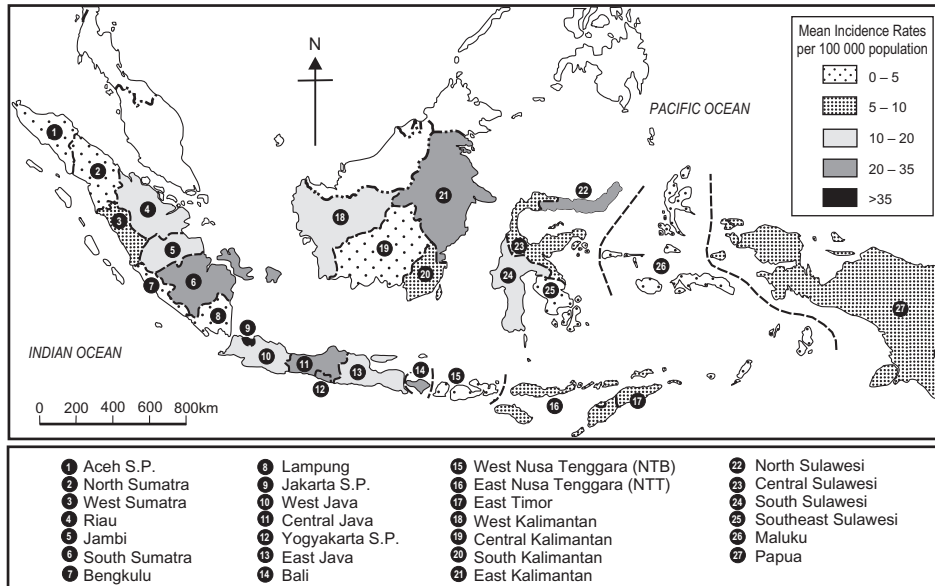 Mean Incidence Rates
per 100 000 population
0 – 5
5 – 10
10 – 20
20 – 35
>35
N
PACIFIC OCEAN
INDIAN OCEAN
0 200 400 600 800km
1
2
3
4
5
6
7
8
9
10
11
12
13
14
15
16
17
18
19
20
21
22
23
24
25
26
27
1 Aceh S.P.
2 North Sumatra
3 West Sumatra
4 Riau
5 Jambi
6 South Sumatra
7 Bengkulu
8 Lampung
9 Jakarta S.P.
10 West Java
11 Central Java
12 Yogyakarta S.P.
13 East Java
14 Bali
15 West Nusa Tenggara (NTB)
16 East Nusa Tenggara (NTT)
17 East Timor
18 West Kalimantan
19 Central Kalimantan
20 South Kalimantan
21 East Kalimantan
22 North Sulawesi
23 Central Sulawesi
24 South Sulawesi
25 Southeast Sulawesi
26 Maluku
27 Papua